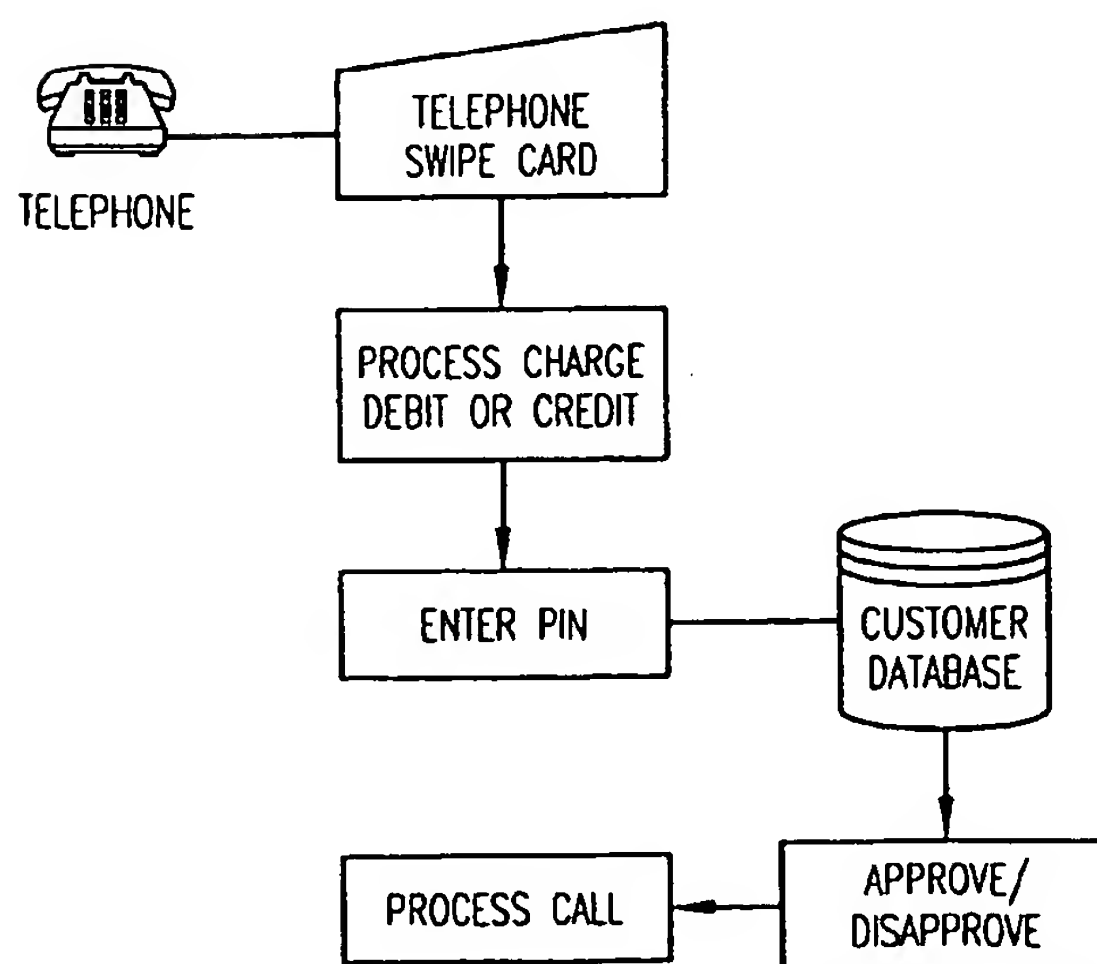 TELEPHONE
TELEPHONE
SWIPE CARD
PROCESS CHARGE
DEBIT OR CREDIT
ENTER PIN
CUSTOMER
DATABASE
APPROVE/
DISAPPROVE
PROCESS CALL